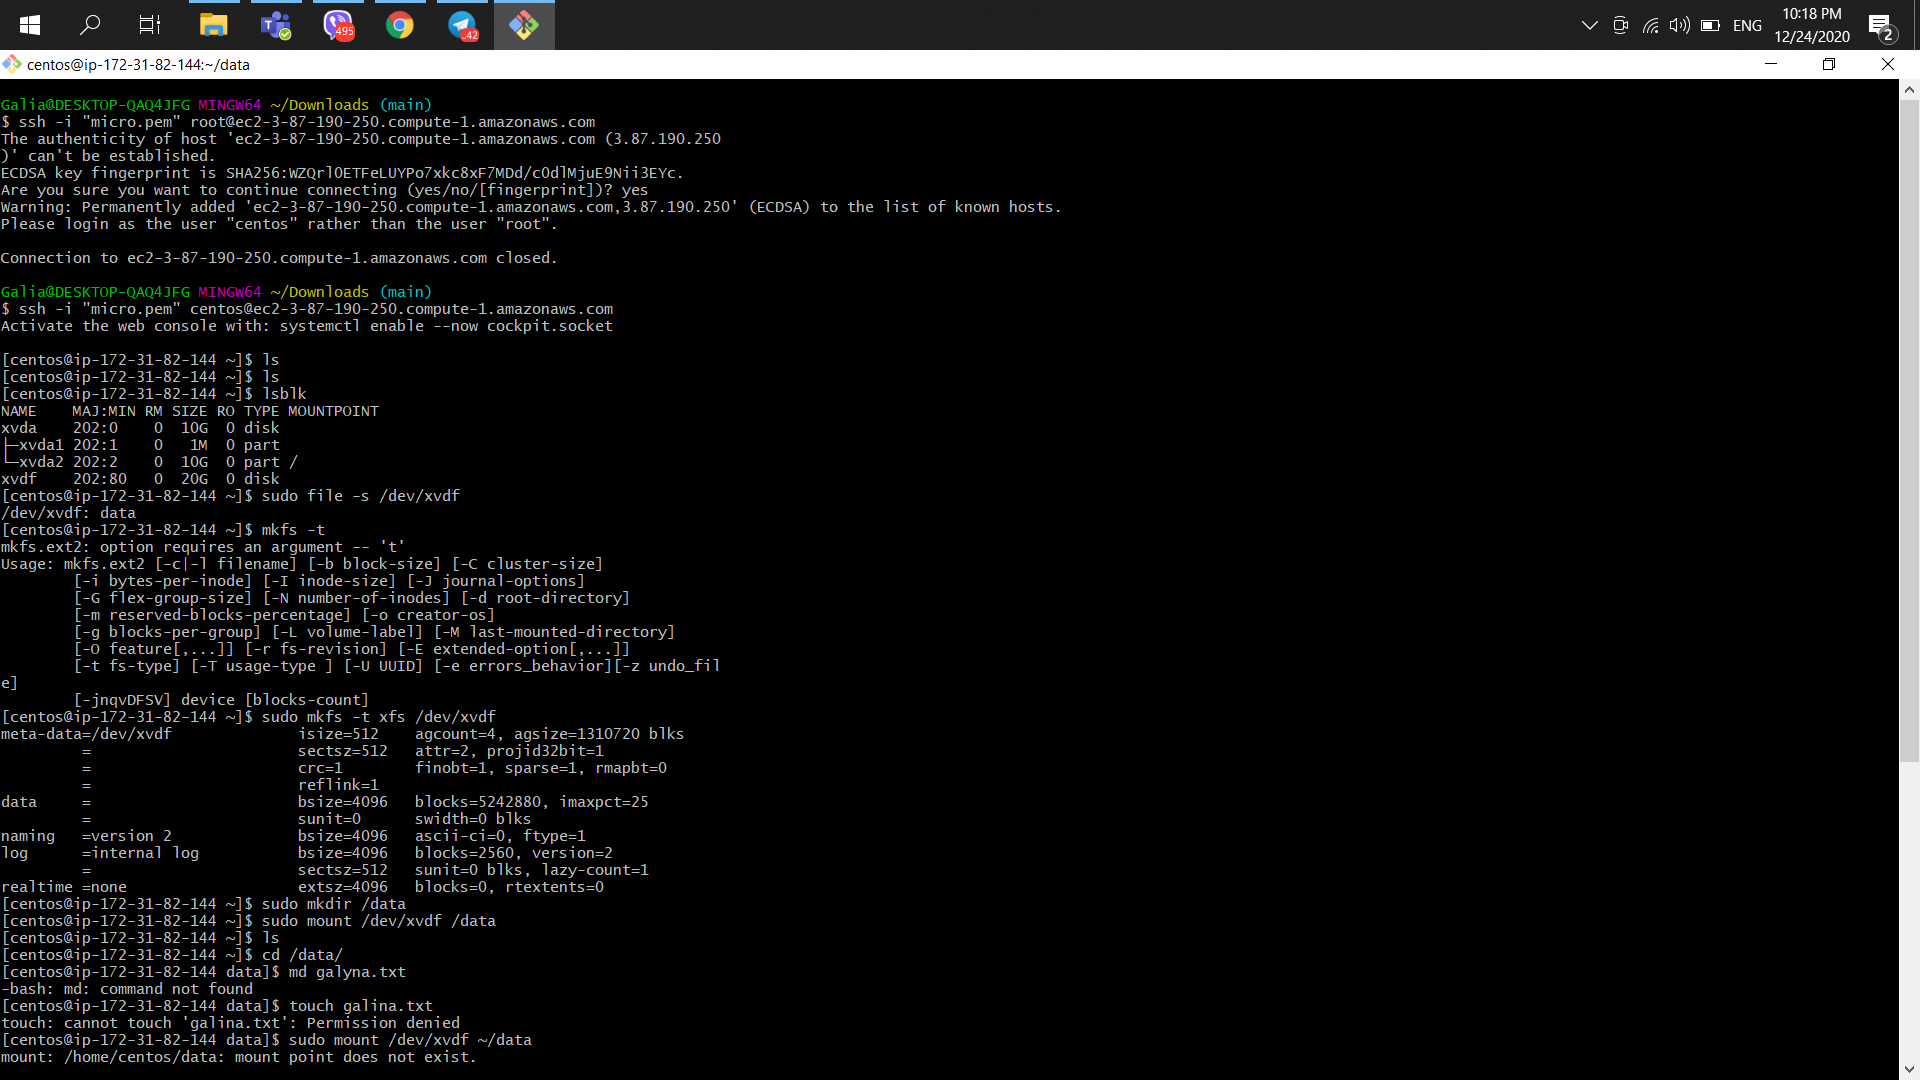 495
42
ENG
10:18 PM
12/24/2020
2
centos@ip-172-31-82-144:~/data
Galia@DESKTOP-QAQ4JFG MINGW64 ~/Downloads (main)
$ ssh -i "micro.pem" root@ec2-3-87-190-250.compute-1.amazonaws.com
The authenticity of host 'ec2-3-87-190-250.compute-1.amazonaws.com (3.87.190.250
)' can't be established.
ECDSA key fingerprint is SHA256:WZQrlOETFeLUYPo7xkc8xF7MDd/cOdlMjuE9Nii3EYc.
Are you sure you want to continue connecting (yes/no/[fingerprint])? yes
Warning: Permanently added 'ec2-3-87-190-250.compute-1.amazonaws.com,3.87.190.250' (ECDSA) to the list of known hosts.
Please login as the user "centos" rather than the user "root".
Connection to ec2-3-87-190-250.compute-1.amazonaws.com closed.
Galia@DESKTOP-QAQ4JFG MINGW64 ~/Downloads (main)
$ ssh -i "micro.pem" centos@ec2-3-87-190-250.compute-1.amazonaws.com
Activate the web console with: systemctl enable --now cockpit.socket
[centos@ip-172-31-82-144 ~]$ ls
[centos@ip-172-31-82-144 ~]$ ls
[centos@ip-172-31-82-144 ~]$ lsblk
NAME    MAJ:MIN RM SIZE RO TYPE MOUNTPOINT
xvda    202:0    0  10G  0 disk
├─xvda1 202:1    0   1M  0 part
└─xvda2 202:2    0  10G  0 part /
xvdf    202:80   0  20G  0 disk
[centos@ip-172-31-82-144 ~]$ sudo file -s /dev/xvdf
/dev/xvdf: data
[centos@ip-172-31-82-144 ~]$ mkfs -t
mkfs.ext2: option requires an argument -- 't'
Usage: mkfs.ext2 [-c|-l filename] [-b block-size] [-C cluster-size]
[-i bytes-per-inode] [-I inode-size] [-J journal-options]
[-G flex-group-size] [-N number-of-inodes] [-d root-directory]
[-m reserved-blocks-percentage] [-o creator-os]
[-g blocks-per-group] [-L volume-label] [-M last-mounted-directory]
[-O feature[,...]] [-r fs-revision] [-E extended-option[,...]]
[-t fs-type] [-T usage-type ] [-U UUID] [-e errors_behavior][-z undo_fil
e]
[-jnqvDFSV] device [blocks-count]
[centos@ip-172-31-82-144 ~]$ sudo mkfs -t xfs /dev/xvdf
meta-data=/dev/xvdf              isize=512    agcount=4, agsize=1310720 blks
=                       sectsz=512   attr=2, projid32bit=1
=                       crc=1        finobt=1, sparse=1, rmapbt=0
=                       reflink=1
data     =                       bsize=4096   blocks=5242880, imaxpct=25
=                       sunit=0      swidth=0 blks
naming   =version 2              bsize=4096   ascii-ci=0, ftype=1
log      =internal log           bsize=4096   blocks=2560, version=2
=                       sectsz=512   sunit=0 blks, lazy-count=1
realtime =none                   extsz=4096   blocks=0, rtextents=0
[centos@ip-172-31-82-144 ~]$ sudo mkdir /data
[centos@ip-172-31-82-144 ~]$ sudo mount /dev/xvdf /data
[centos@ip-172-31-82-144 ~]$ ls
[centos@ip-172-31-82-144 ~]$ cd /data/
[centos@ip-172-31-82-144 data]$ md galyna.txt
-bash: md: command not found
[centos@ip-172-31-82-144 data]$ touch galina.txt
touch: cannot touch 'galina.txt': Permission denied
[centos@ip-172-31-82-144 data]$ sudo mount /dev/xvdf ~/data
mount: /home/centos/data: mount point does not exist.